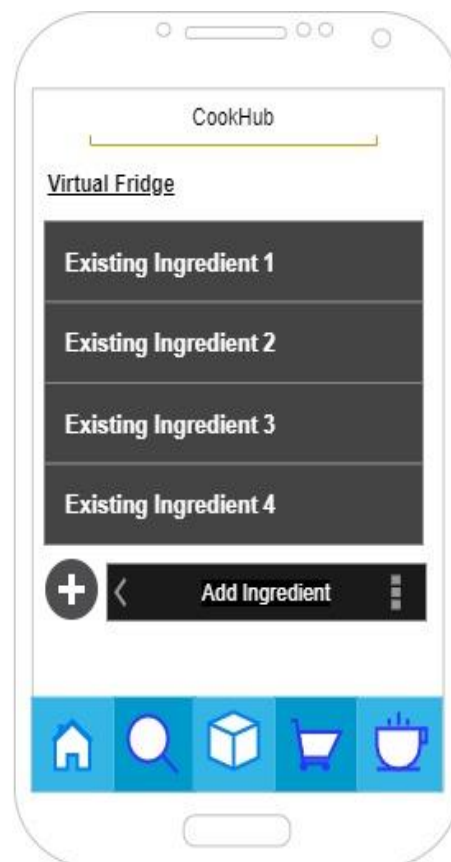 CookHub
Virtual Fridge
Existing Ingredient 1
Existing Ingredient 2
Existing Ingredient 3
Existing Ingredient 4
Add Ingredient